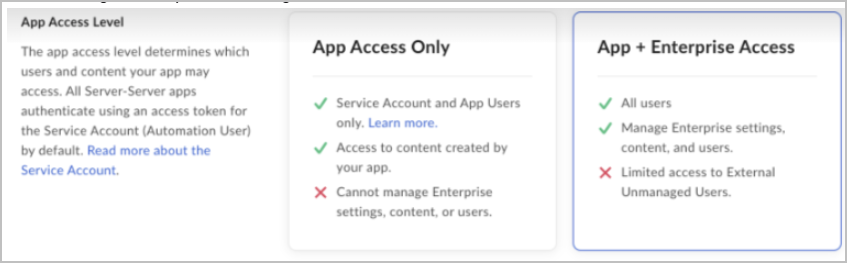 App Access Level
The app access level determines which
users and content your app may
access. All Server-Server apps
authenticate using an access token for
the Service Account (Automation User)
by default. Read more about the
Service Account.
App Access Only
Service Account and App Users
only. Learn more.
Access to content created by
your app.
Cannot manage Enterprise
settings, content, or users.
App + Enterprise Access
All users
Manage Enterprise settings,
content, and users.
Limited access to External
Unmanaged Users.